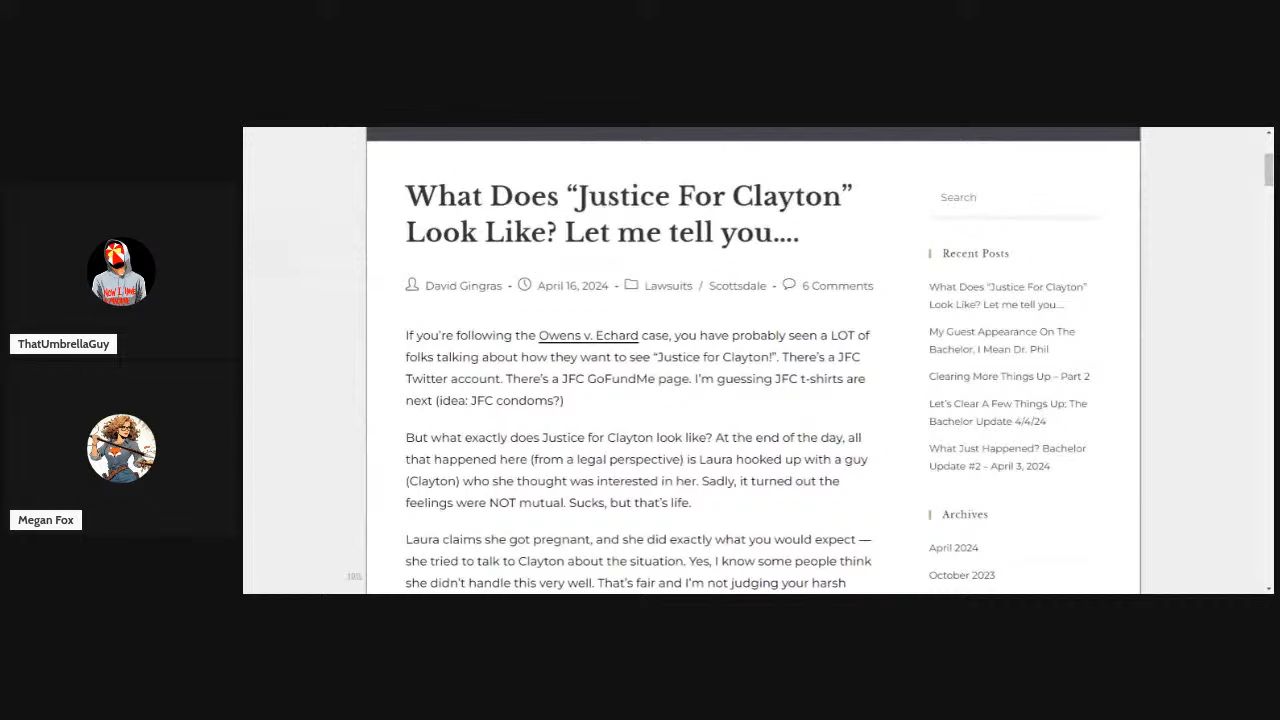 What Does “Justice For Clayton”
Look Like? Let me tell you….
David Gingras - April 16, 2024 - Lawsuits / Scottsdale - 6 Comments
If you’re following the Owens v. Echard case, you have probably seen a LOT of
folks talking about how they want to see “Justice for Clayton!”. There’s a JFC
Twitter account. There’s a JFC GoFundMe page. I’m guessing JFC t-shirts are
next (idea: JFC condoms?)
But what exactly does Justice for Clayton look like? At the end of the day, all
that happened here (from a legal perspective) is Laura hooked up with a guy
(Clayton) who she thought was interested in her. Sadly, it turned out the
feelings were NOT mutual. Sucks, but that’s life.
Laura claims she got pregnant, and she did exactly what you would expect —
she tried to talk to Clayton about the situation. Yes, I know some people think
she didn’t handle this very well. That’s fair and I’m not judging your harsh
Search
Recent Posts
What Does “Justice For Clayton”
Look Like? Let me tell you….
My Guest Appearance On The
Bachelor, I Mean Dr. Phil
Clearing More Things Up – Part 2
Let’s Clear A Few Things Up; The
Bachelor Update 4/4/24
What Just Happened? Bachelor
Update #2 – April 3, 2024
Archives
April 2024
October 2023
ThatUmbrellaGuy
Megan Fox